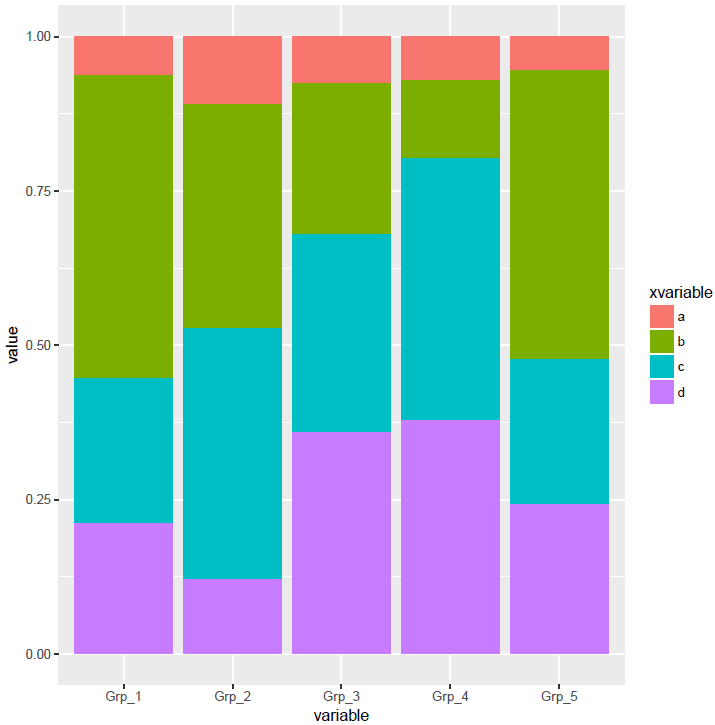 1.00
0.75
0.50
0.25
0.00
value
Grp_1 Grp_2 Grp_3 Grp_4 Grp_5
variable
xvariable
a
b
c
d